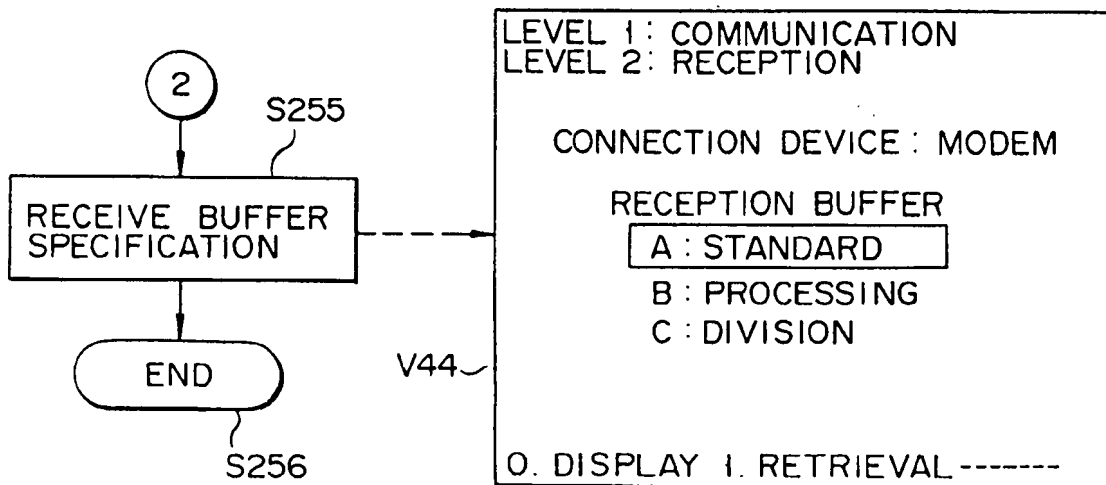 2
S255
RECEIVE BUFFER
SPECIFICATION
END
S256
LEVEL 1 : COMMUNICATION
LEVEL 2 : RECEPTION
CONNECTION DEVICE : MODEM
RECEPTION BUFFER
A : STANDARD
B : PROCESSING
C : DIVISION
V44
0. DISPLAY 1. RETRIEVAL -------